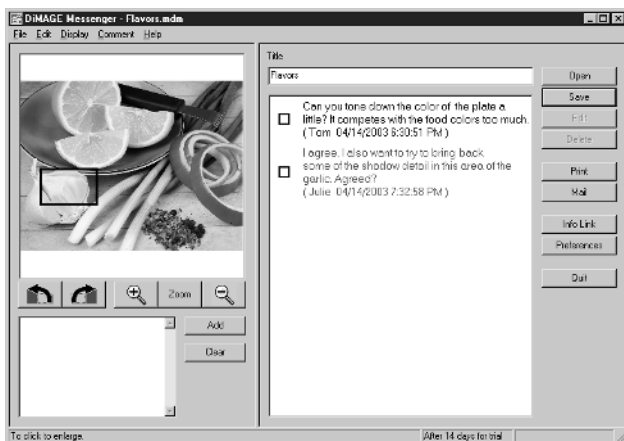 DiMAGE Messenger - Flavors.mdm
File Edit Display Comment Help
Title
Flavors
Can you tone down the color of the plate a
little? It competes with the food colors too much.
( Tom 04/14/2003 6:30:51 PM )
I agree. I also want to try to bring back
some of the shadow detail in this area of the
garlic. Agreed?
( Julie 04/14/2003 7:32:58 PM )
Open
Save
Edit
Delete
Print
Mail
Info Link
Preferences
Quit
Zoom
Add
Clear
To click to enlarge.
After 14 days for trial